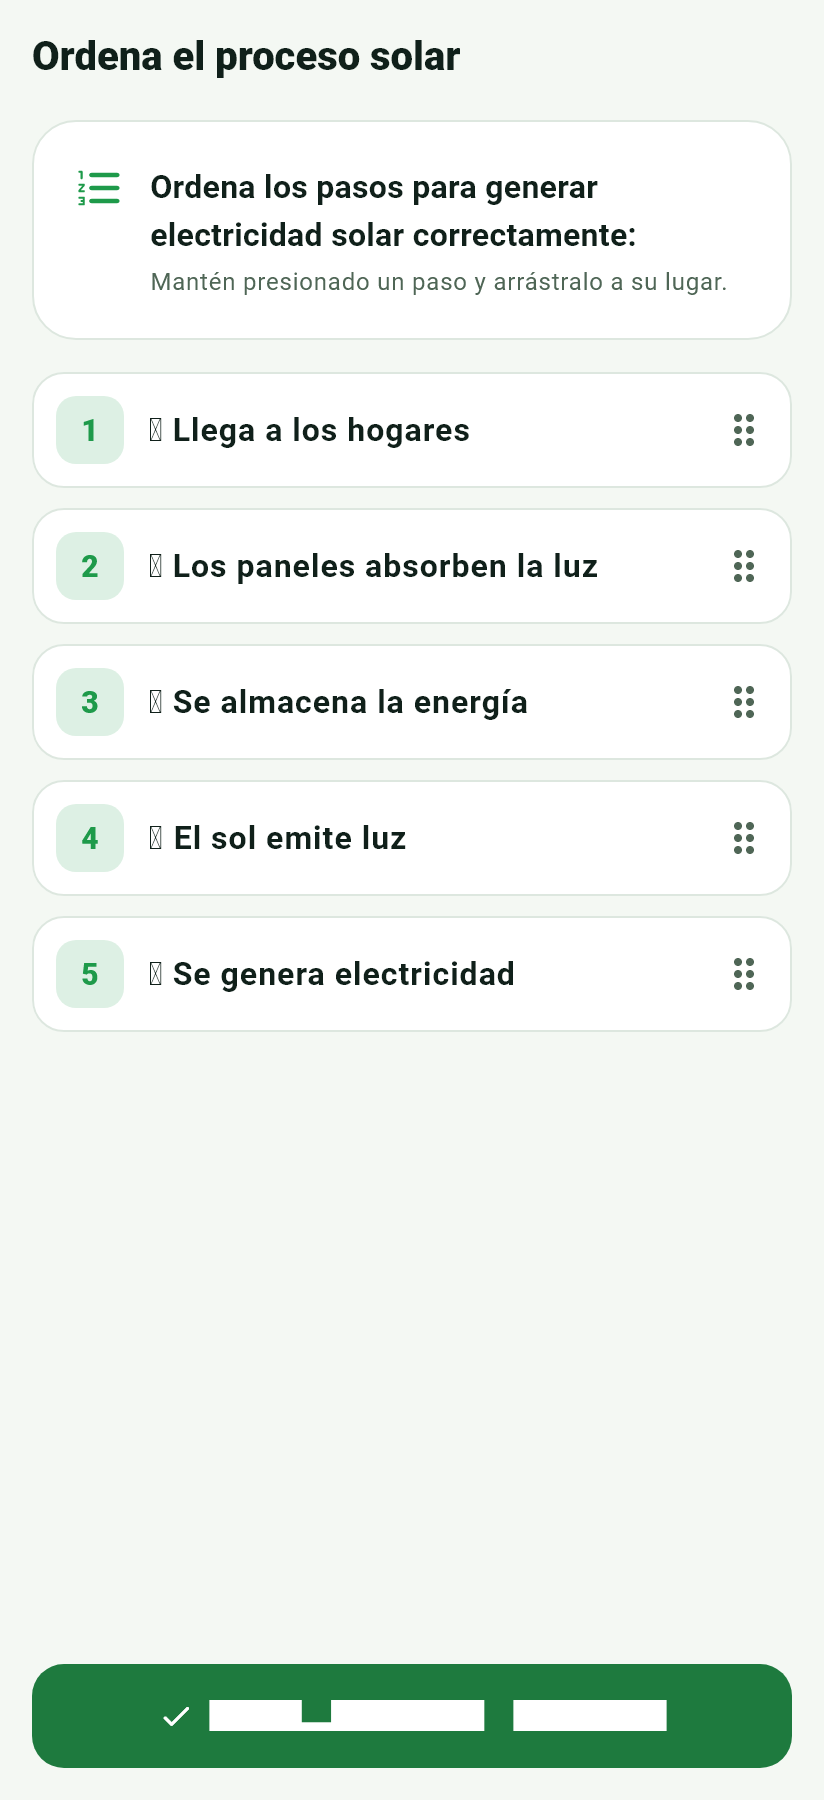 Ordena el proceso solar
Ordena los pasos para generar
electricidad solar correctamente:
Mantén presionado un paso y arrástralo a su lugar.
1 Llega a los hogares
2 Los paneles absorben la luz
3 Se almacena la energía
4 El sol emite luz
5 Se genera electricidad